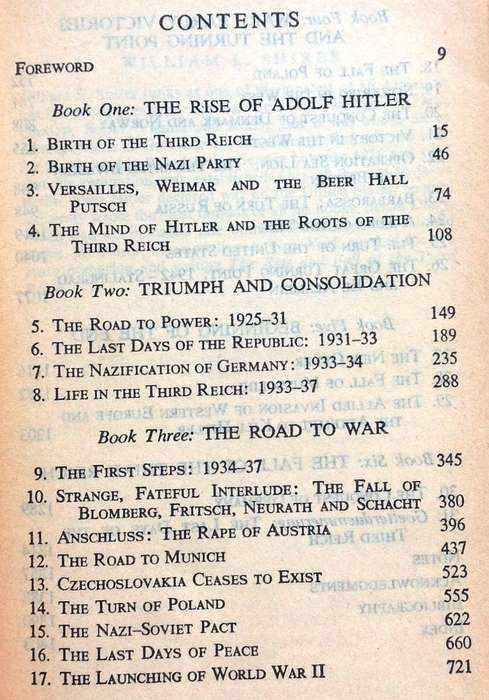 CONTENTS
FOREWORD 9
Book One: THE RISE OF ADOLF HITLER
1. BIRTH OF THE THIRD REICH 15
2. BIRTH OF THE NAZI PARTY 46
3. VERSAILLES, WEIMAR AND THE BEER HALL
PUTSCH 74
4. THE MIND OF HITLER AND THE ROOTS OF THE
THIRD REICH 108
Book Two: TRIUMPH AND CONSOLIDATION
5. THE ROAD TO POWER: 1925-31 149
6. THE LAST DAYS OF THE REPUBLIC: 1931-33 189
7. THE NAZIFICATION OF GERMANY: 1933-34 235
8. LIFE IN THE THIRD REICH: 1933-37 288
Book Three: THE ROAD TO WAR
9. THE FIRST STEPS: 1934-37 345
10. STRANGE, FATEFUL INTERLUDE: THE FALL OF
BLOMBERG, FRITSCH, NEURATH AND SCHACHT 380
11. ANSCHLUSS: THE RAPE OF AUSTRIA 396
12. THE ROAD TO MUNICH 437
13. CZECHOSLOVAKIA CEASES TO EXIST 523
14. THE TURN OF POLAND 555
15. THE NAZI-SOVIET PACT 622
16. THE LAST DAYS OF PEACE 660
17. THE LAUNCHING OF WORLD WAR II 721